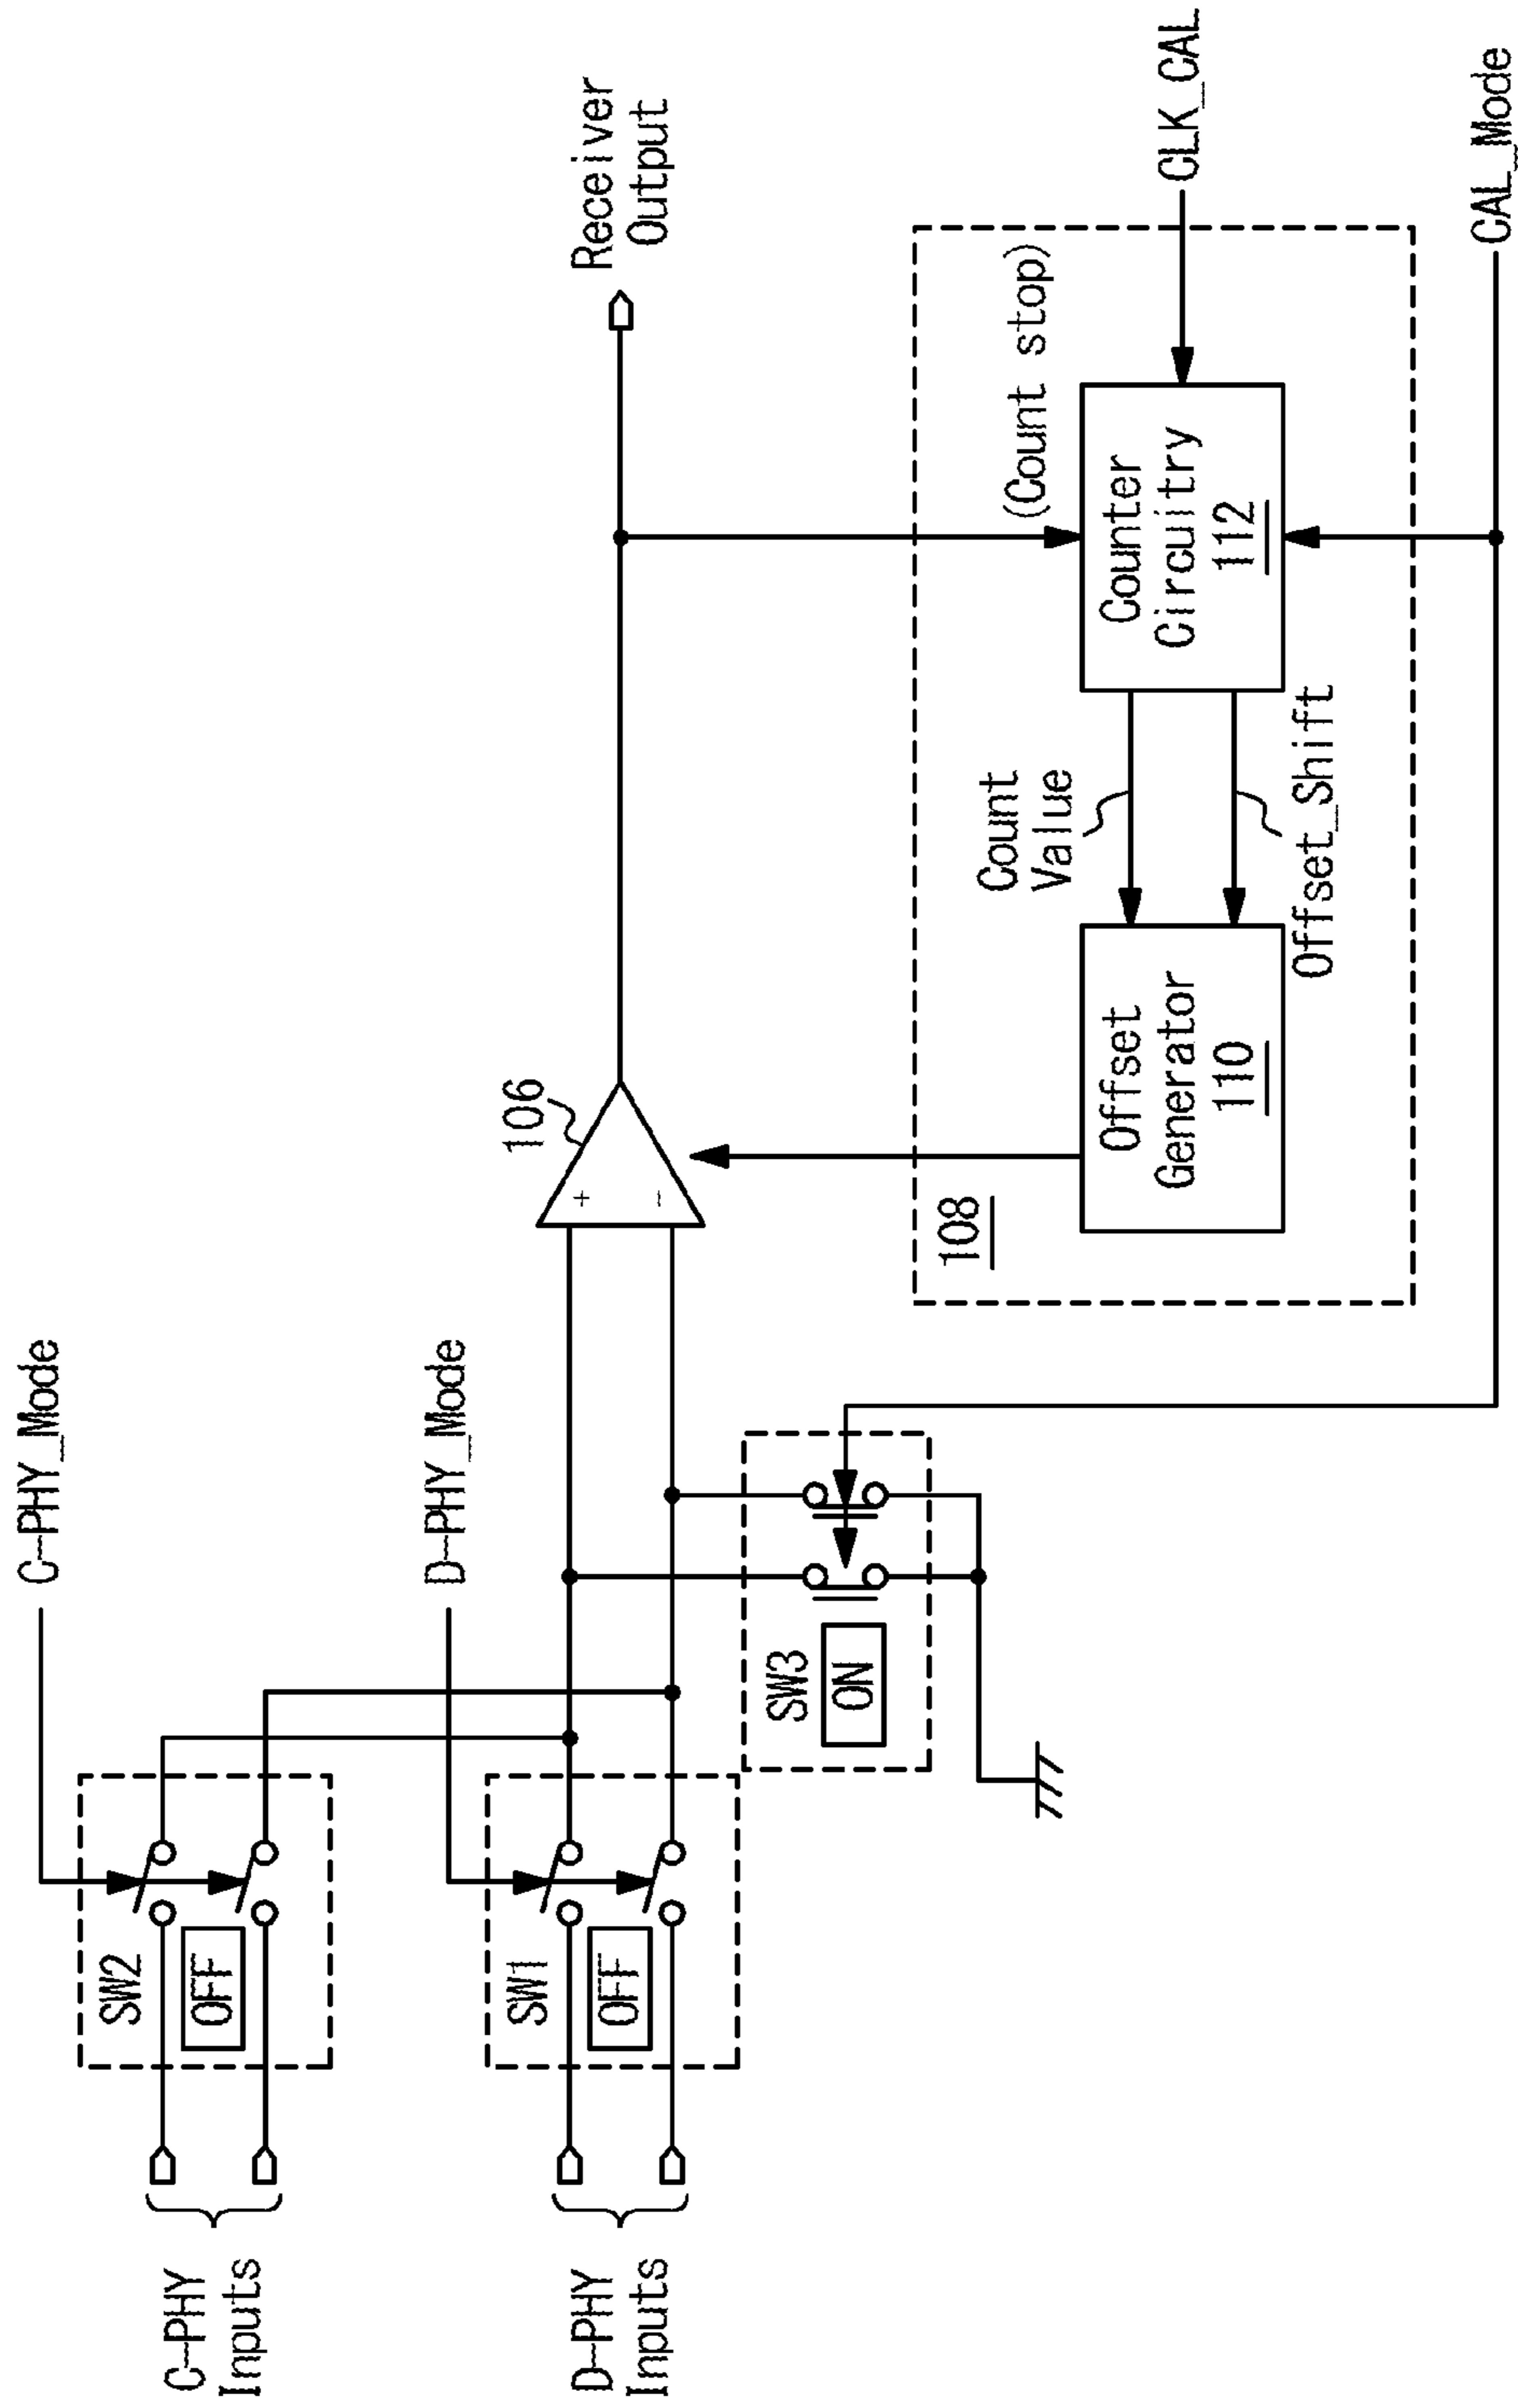 C-PHY_Mode
C-PHY
Inputs
SW2
OFF
D-PHY_Mode
D-PHY
Inputs
SW1
OFF
106
+
-
Receiver
Output
SW3
ON
108
Offset
Generator
110
Count
Value
Offset_Shift
(Count stop)
Counter
Circuitry
112
CLK_CAL
CAL_Mode